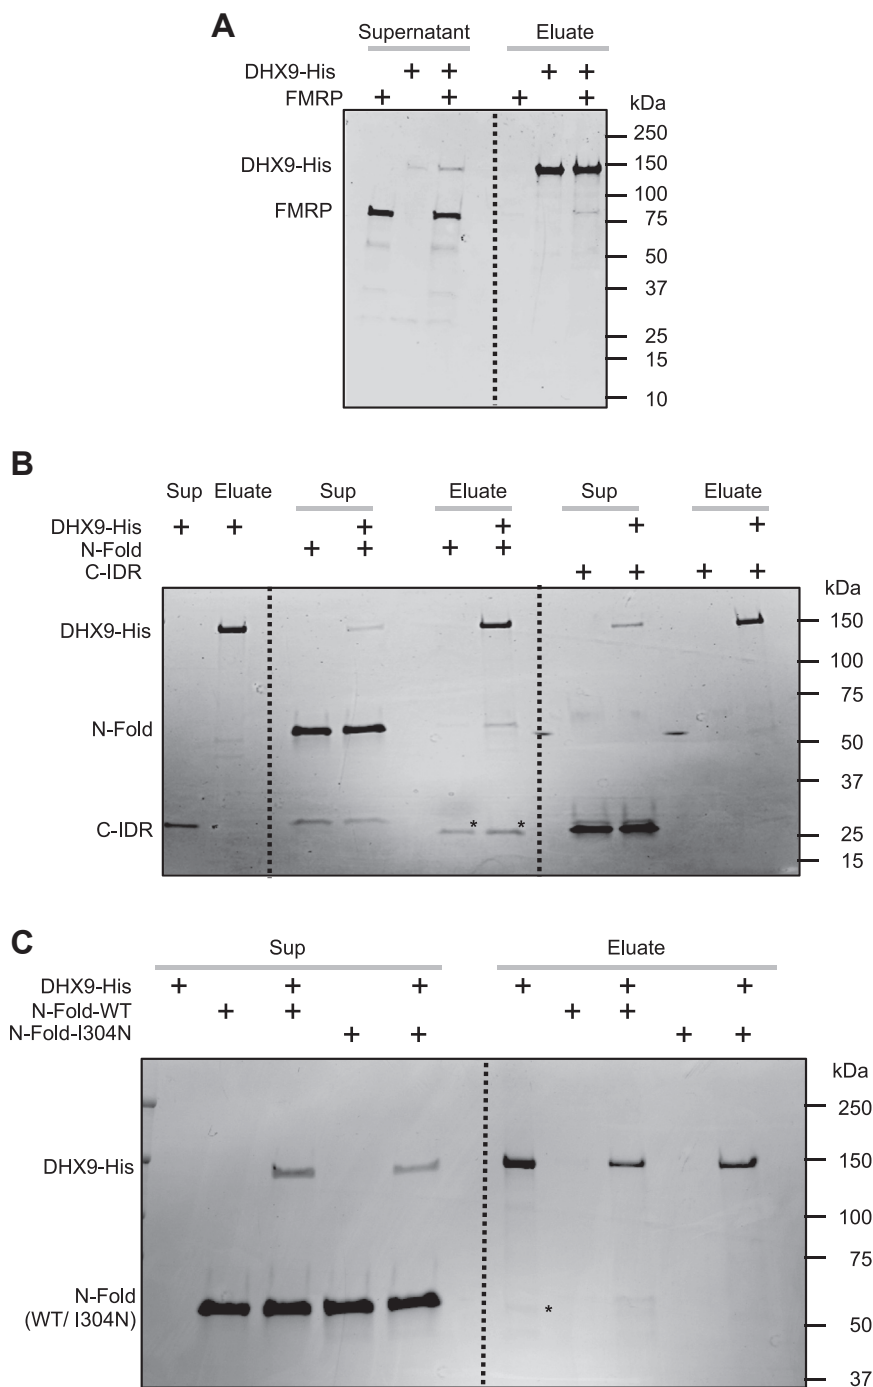 A
Supernatant Eluate
DHX9-His + + + +
FMRP + + + +
kDa
250
DHX9-His 150
100
FMRP 75
50
37
25
15
10
B
Sup Eluate Sup Eluate Sup Eluate
DHX9-His + + + + + +
N-Fold + + + +
C-IDR + + + +
kDa
DHX9-His 150
100
75
N-Fold 50
37
C-IDR * * 25
15
C
Sup Eluate
DHX9-His + + + + + +
N-Fold-WT + + + +
N-Fold-I304N + + + +
kDa
250
DHX9-His 150
100
75
N-Fold *
(WT/ I304N) 50
37